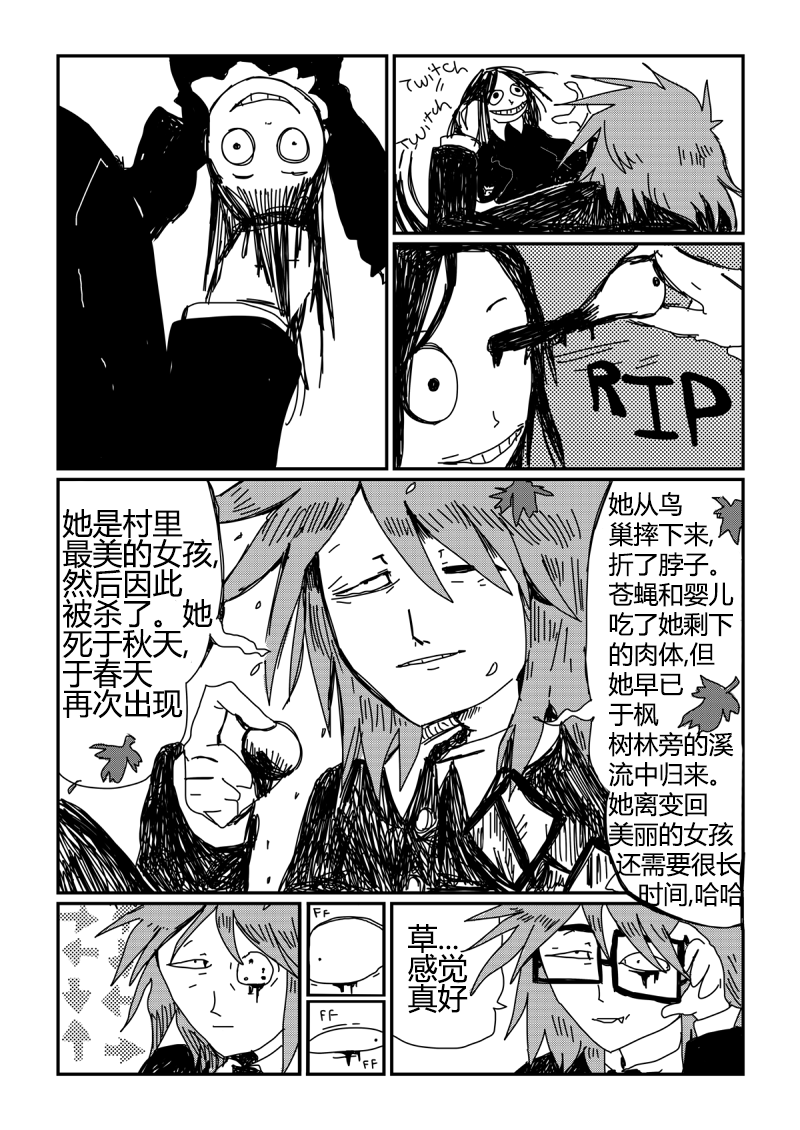 Twitch
Twitch
RIP
她是村里
最美的女孩,
然后因此
被杀了。她
死于秋天,
于春天
再次出现
她从鸟
巢摔下来,
折了脖子。
苍蝇和婴儿
吃了她剩下
的肉体,但
她早已
于枫
树林旁的溪
流中归来。
她离变回
美丽的女孩
还需要很长
时间,哈哈
FF
FF
FF
草...
感觉
真好